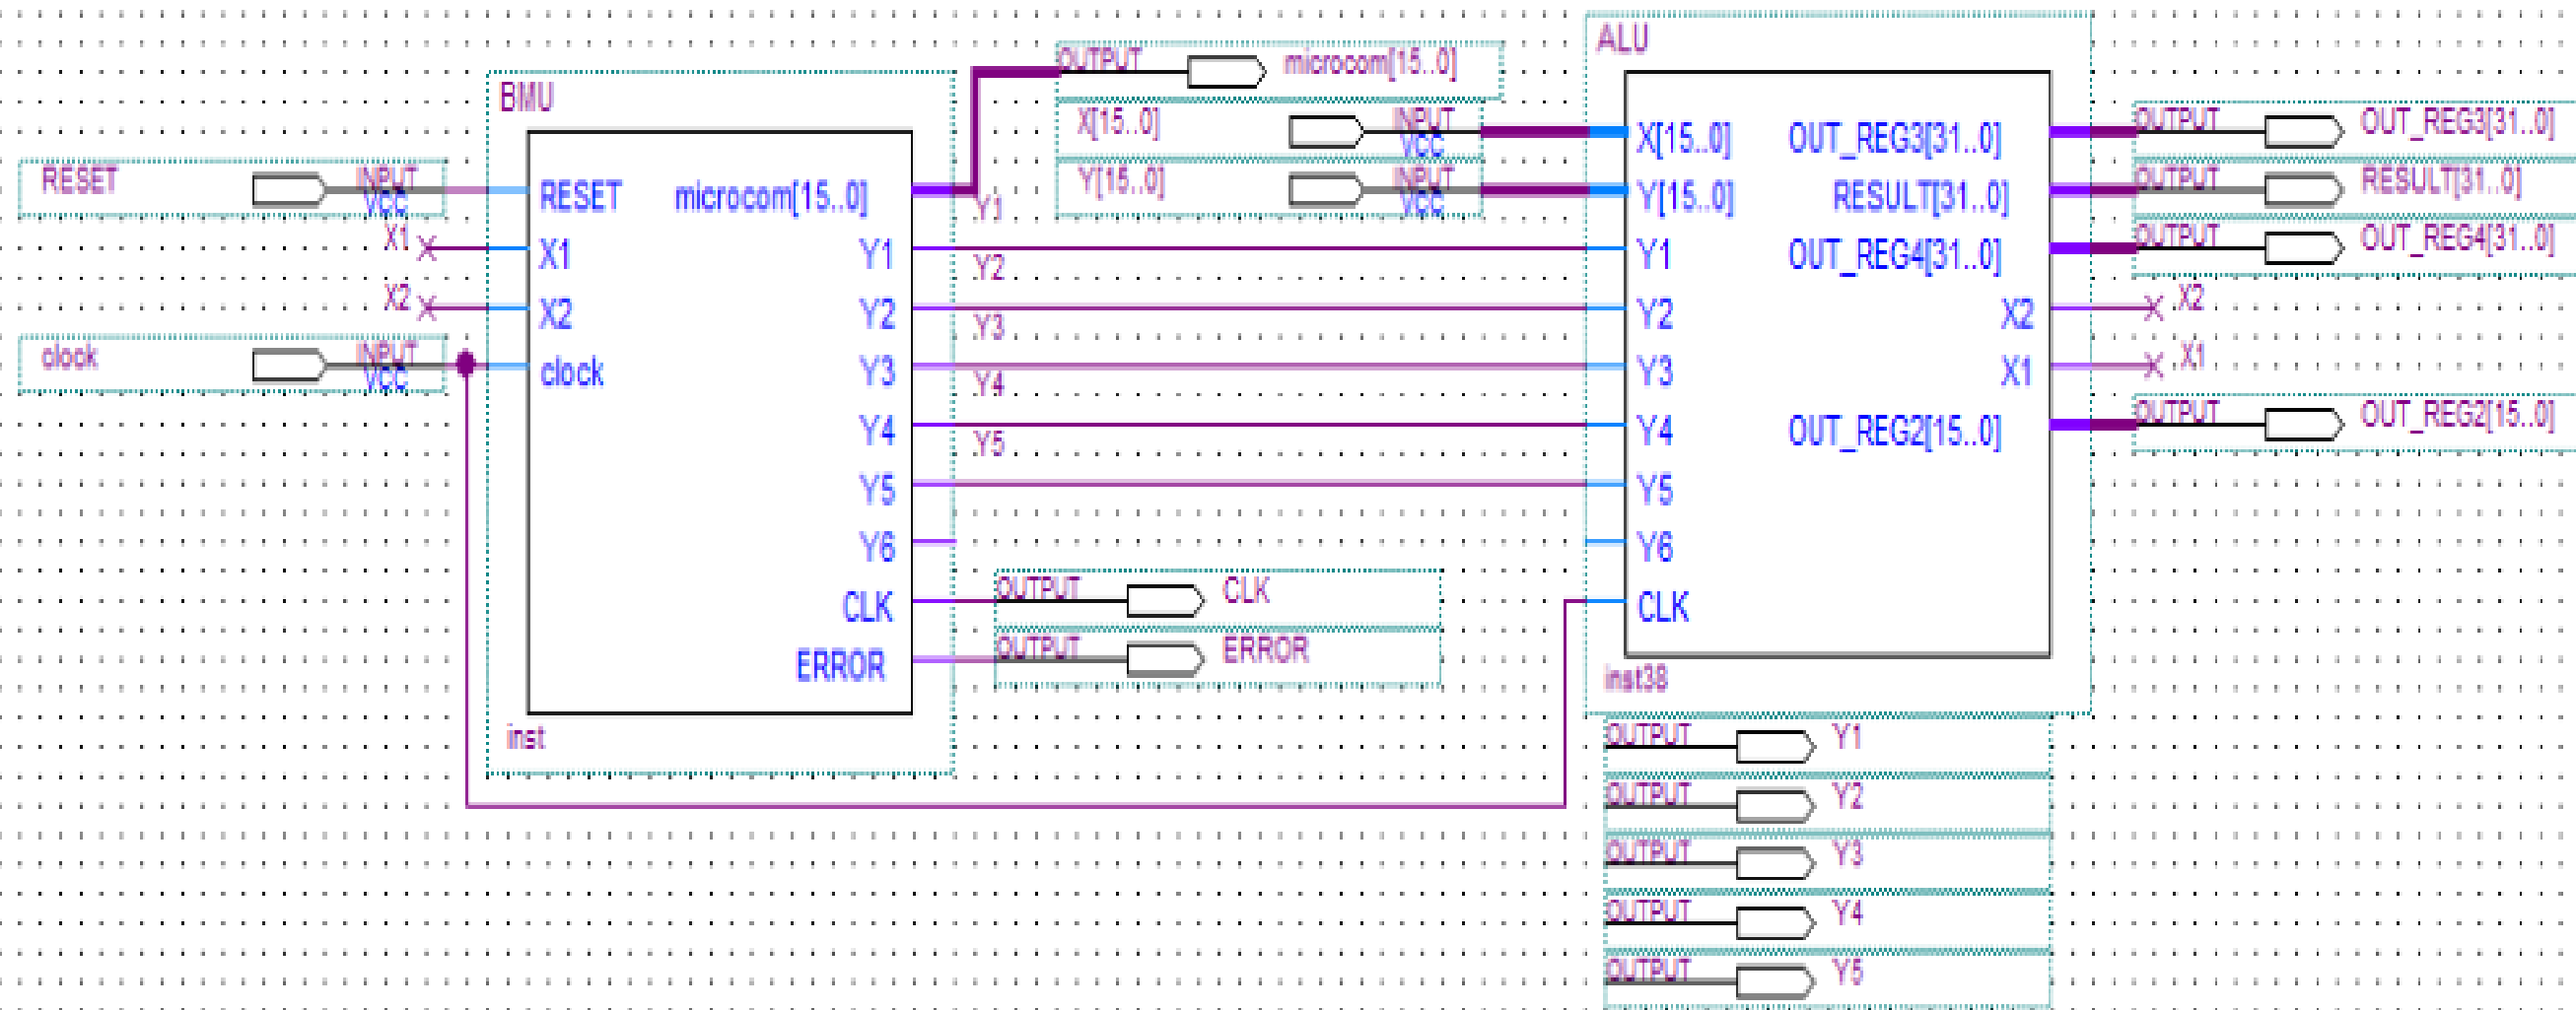 RESET INPUT VCC
X1
X2
clock INPUT VCC
BMU
RESET microcom[15..0]
X1 Y1
X2 Y2
clock Y3
Y4
Y5
Y6
CLK
ERROR
inst
OUTPUT microcom[15..0]
X[15..0] INPUT VCC
Y[15..0] INPUT VCC
Y1
Y2
Y3
Y4
Y5
OUTPUT CLK
OUTPUT ERROR
ALU
X[15..0] OUT_REG3[31..0]
Y[15..0] RESULT[31..0]
Y1 OUT_REG4[31..0]
Y2 X2
Y3 X1
Y4 OUT_REG2[15..0]
Y5
Y6
CLK
inst38
OUTPUT OUT_REG3[31..0]
OUTPUT RESULT[31..0]
OUTPUT OUT_REG4[31..0]
X2
X1
OUTPUT OUT_REG2[15..0]
OUTPUT Y1
OUTPUT Y2
OUTPUT Y3
OUTPUT Y4
OUTPUT Y5